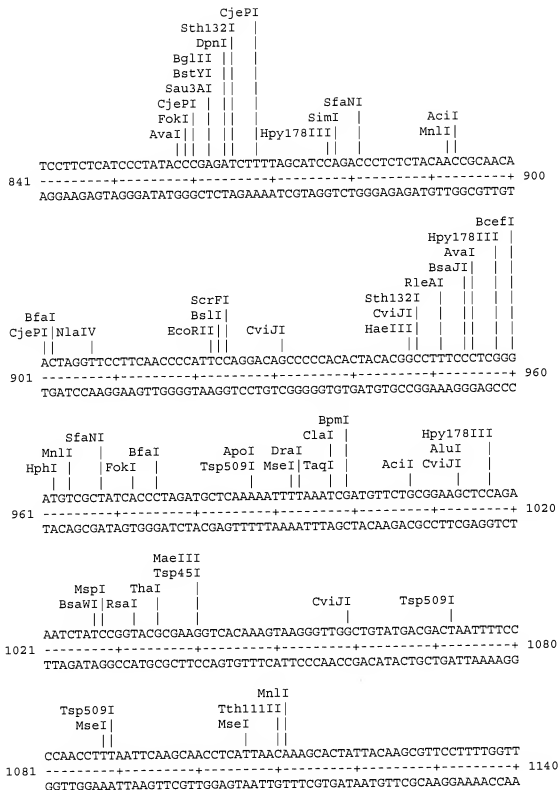 CjePI
Sth132I
DpnI
BglII
BstYI
Sau3AI
CjePI
FokI
AvaI
Hpy178III
SimI
SfaNI
MnlI
AciI
TCCTTCTCATCCCTATACCCGAGATCTTTTAGCATCCAGACCCTCTCTACAACCGCAACA
841 900
AGGAAGAGTAGGGATATGGGCTCTAGAAAATCGTAGGTCTGGGAGAGATGTTGGCGTTGT
BcefI
Hpy178III
AvaI
BsaJI
RleAI
ScrFI Sth132I
BfaI BslI CviJI
CjePI NlaIV EcoRII CviJI HaeIII
ACTAGGTTCCTTCAACCCCATTCCAGGACAGCCCCCACACTACACGGCCTTTCCCTCGGG
901 960
TGATCCAAGGAAGTTGGGGTAAGGTCCTGTCGGGGGTGTGATGTGCCGGAAAGGGAGCCC
BpmI
SfaNI ClaI Hpy178III
MnlI BfaI ApoI DraI AluI
HphI FokI Tsp509I MseI TaqI AciI CviJI
ATGTCGCTATCACCCTAGATGCTCAAAAATTTTAAATCGATGTTCTGCGGAAGCTCCAGA
961 1020
TACAGCGATAGTGGGATCTACGAGTTTTTAAAATTTAGCTACAAGACGCCTTCGAGGTCT
MaeIII
Tsp45I
MspI ThaI
BsaWI RsaI CviJI Tsp509I
AATCTATCCGGTACGCGAAGGTCACAAAGTAAGGGTTGGCTGTATGACGACTAATTTTCC
1021 1080
TTAGATAGGCCATGCGCTTCCAGTGTTTCATTCCCAACCGACATACTGCTGATTAAAAGG
MnlI
Tsp509I Tth111II
MseI MseI
CCAACCTTTAATTCAAGCAACCTCATTAACAAAGCACTATTACAAGCGTTCCTTTTGGTT
1081 1140
GGTTGGAAATTAAGTTCGTTGGAGTAATTGTTTCGTGATAATGTTCGCAAGGAAAACCAA